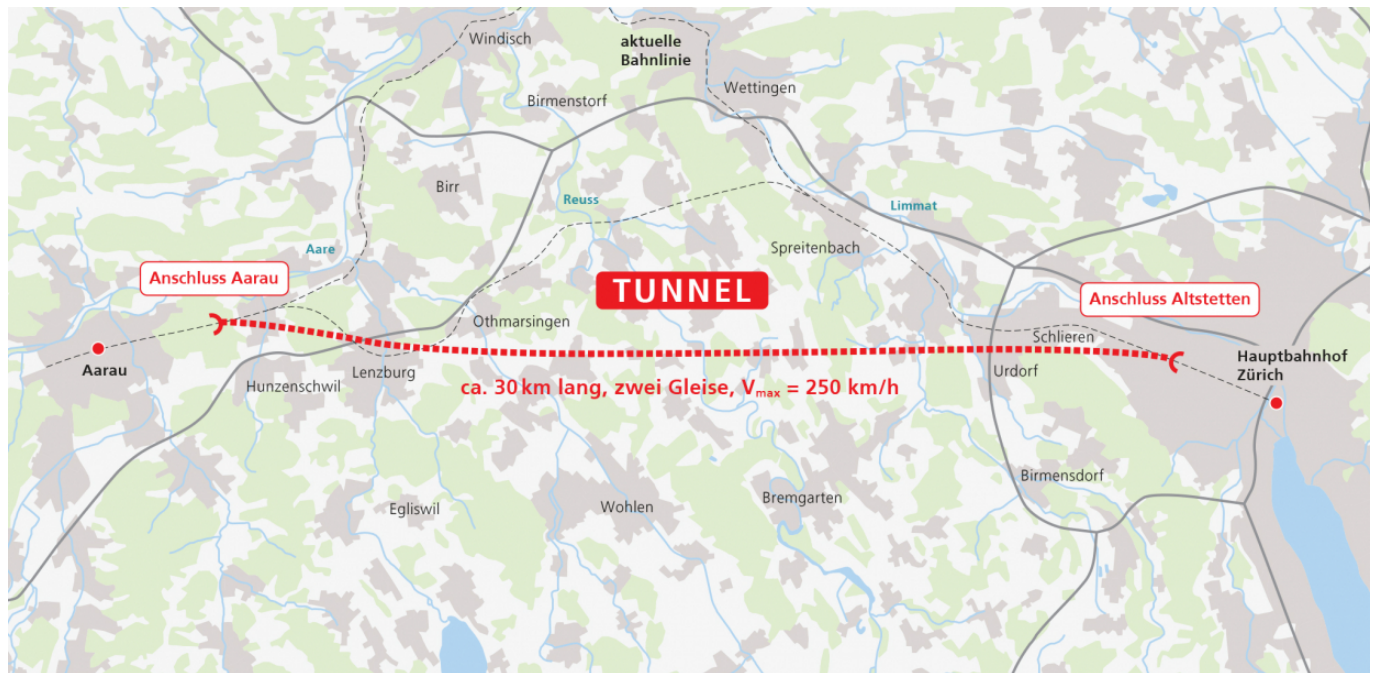 Windisch
aktuelle
Bahnlinie
Wettingen
Birmenstorf
Birr
Reuss
Limmat
Aare
Spreitenbach
Anschluss Aarau
TUNNEL
Anschluss Altstetten
Othmarsingen
Schlieren
Hauptbahnhof
Zürich
Aarau
Hunzenschwil
Lenzburg
Urdorf
ca. 30 km lang, zwei Gleise, Vmax = 250 km/h
Birmensdorf
Bremgarten
Wohlen
Egliswil